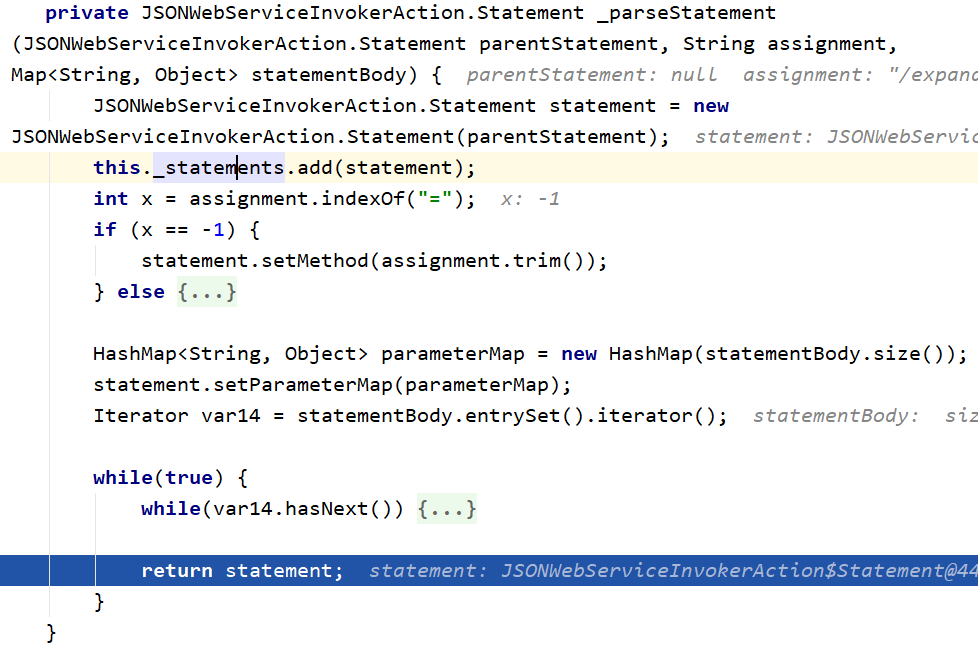 private JSONWebServiceInvokerAction.Statement _parseStatement
(JSONWebServiceInvokerAction.Statement parentStatement, String assignment,
Map<String, Object> statementBody) {  parentStatement: null  assignment: "/expand
JSONWebServiceInvokerAction.Statement statement = new
JSONWebServiceInvokerAction.Statement(parentStatement);  statement: JSONWebServic
this._statements.add(statement);
int x = assignment.indexOf("=");  x: -1
if (x == -1) {
statement.setMethod(assignment.trim());
} else {...}
HashMap<String, Object> parameterMap = new HashMap(statementBody.size());
statement.setParameterMap(parameterMap);
Iterator var14 = statementBody.entrySet().iterator();  statementBody:  siz
while(true) {
while(var14.hasNext()) {...}
return statement;  statement: JSONWebServiceInvokerAction$Statement@44
}
}